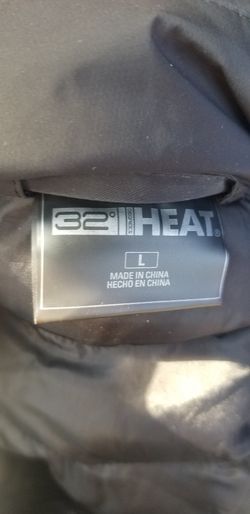 32° HEAT®
L
MADE IN CHINA
HECHO EN CHINA